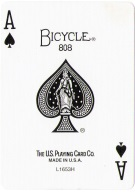 A
BICYCLE®
808
THE U.S. PLAYING CARD CO.
MADE IN U.S.A.
A